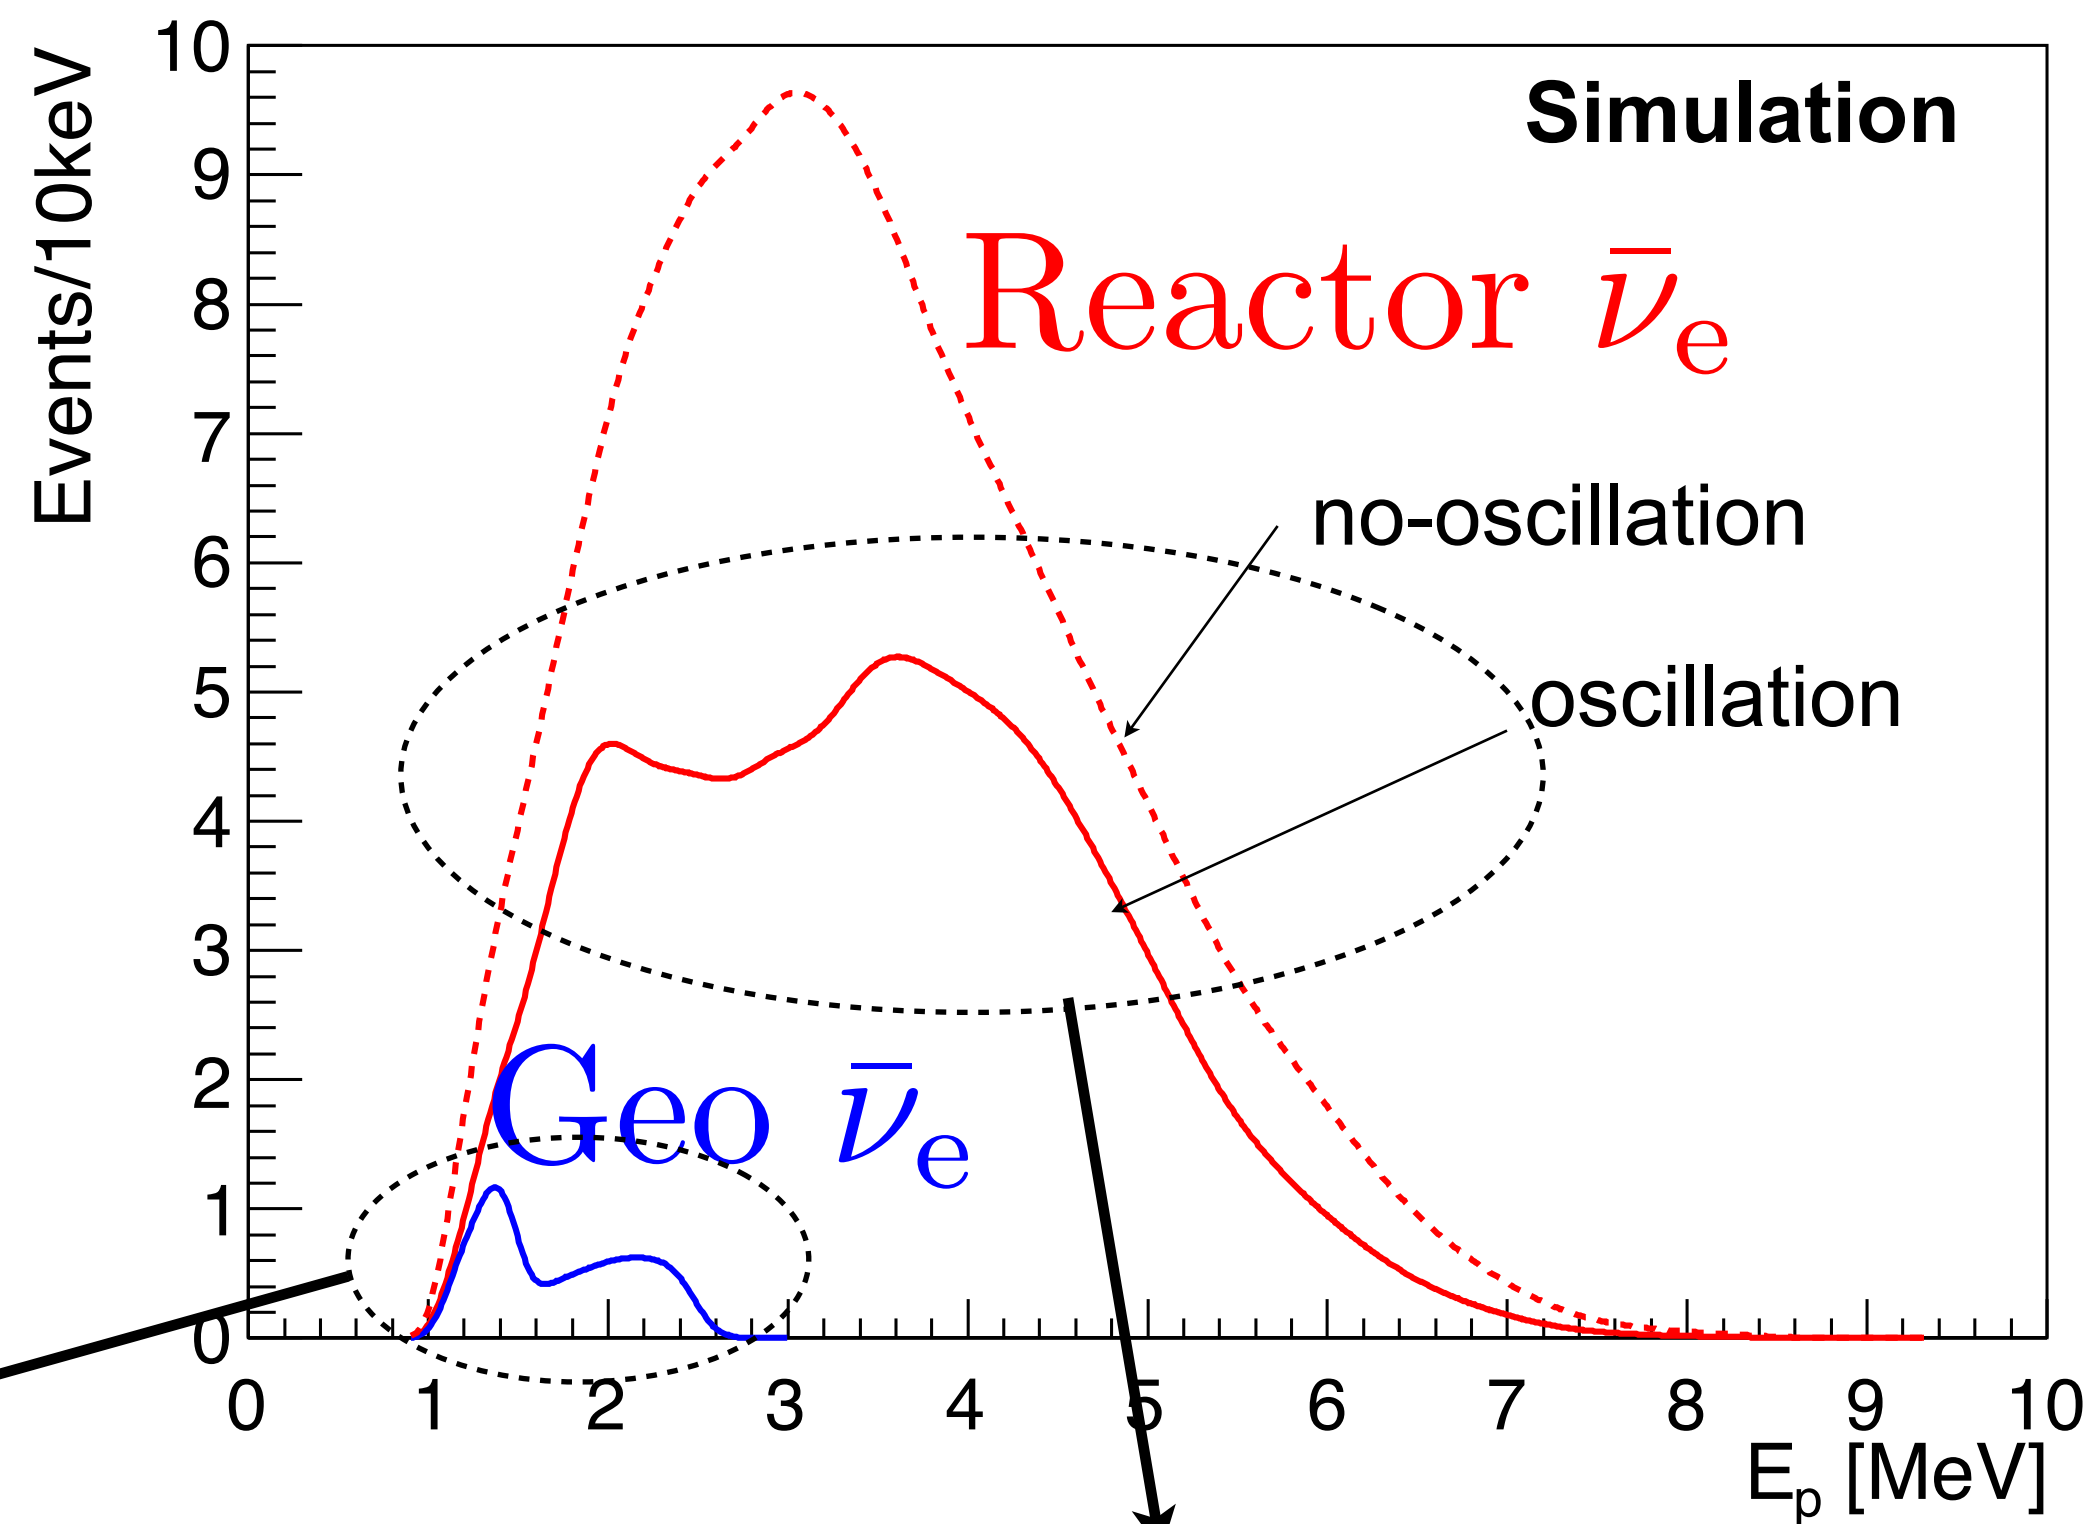 Events/10keV
10
9
8
7
6
5
4
3
2
1
0
Simulation
Reactor ν̄e
no-oscillation
oscillation
Geo ν̄e
0 1 2 3 4 5 6 7 8 9 10
Ep [MeV]